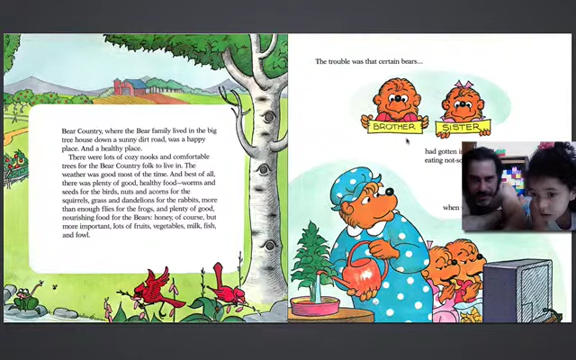 Bear Country, where the Bear family lived in the big
tree house down a sunny dirt road, was a happy
place. And a healthy place.
There were lots of cozy nooks and comfortable
trees for the Bear Country folk to live in. The
weather was good most of the time. And best of all,
there was plenty of good, healthy food—worms and
seeds for the birds, nuts and acorns for the
squirrels, grass and dandelions for the rabbits, more
than enough flies for the frogs, and plenty of good,
nourishing food for the Bears: honey, of course, but
more important, lots of fruits, vegetables, milk, fish,
and fowl.
The trouble was that certain bears...
BROTHER
SISTER
had gotten i
eating not-so
when